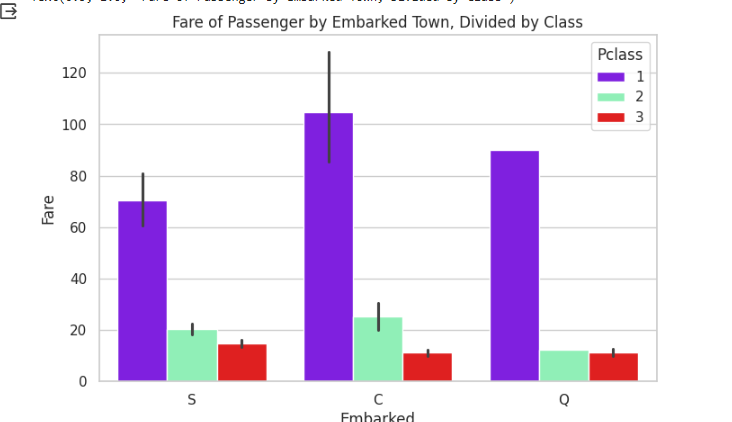 Fare of Passenger by Embarked Town, Divided by Class
Pclass
1
2
3
120
100
80
60
40
20
0
Fare
S C Q
Embarked